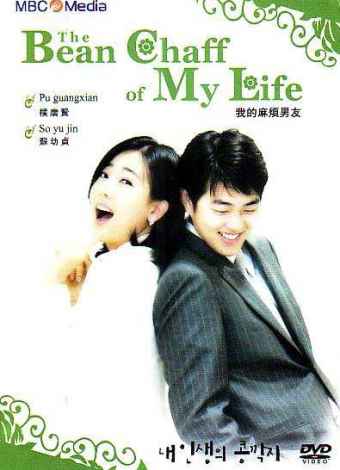 MBC Media
The
Bean Chaff
of My Life
我的麻煩男友
Pu guangxian
樸廣賢
So yu jin
蘇幼貞
내 인생의 콩깍지
DVD
VIDEO